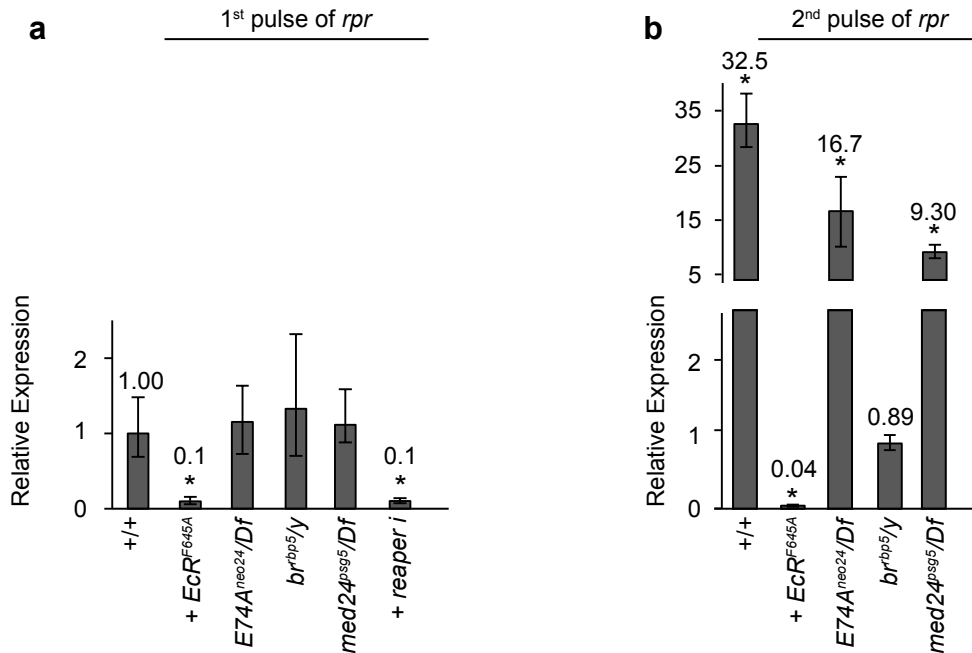 a
1st pulse of rpr
Relative Expression
2
1
0
1.00
0.1
*
0.1
*
+/+
+ EcRF645A
E74Aneo24/Df
brrbp5/y
med24psg5/Df
+ reaper i
b
2nd pulse of rpr
35
25
15
5
Relative Expression
2
1
0
32.5
*
0.04
*
16.7
*
0.89
9.30
*
+/+
+ EcRF645A
E74Aneo24/Df
brrbp5/y
med24psg5/Df